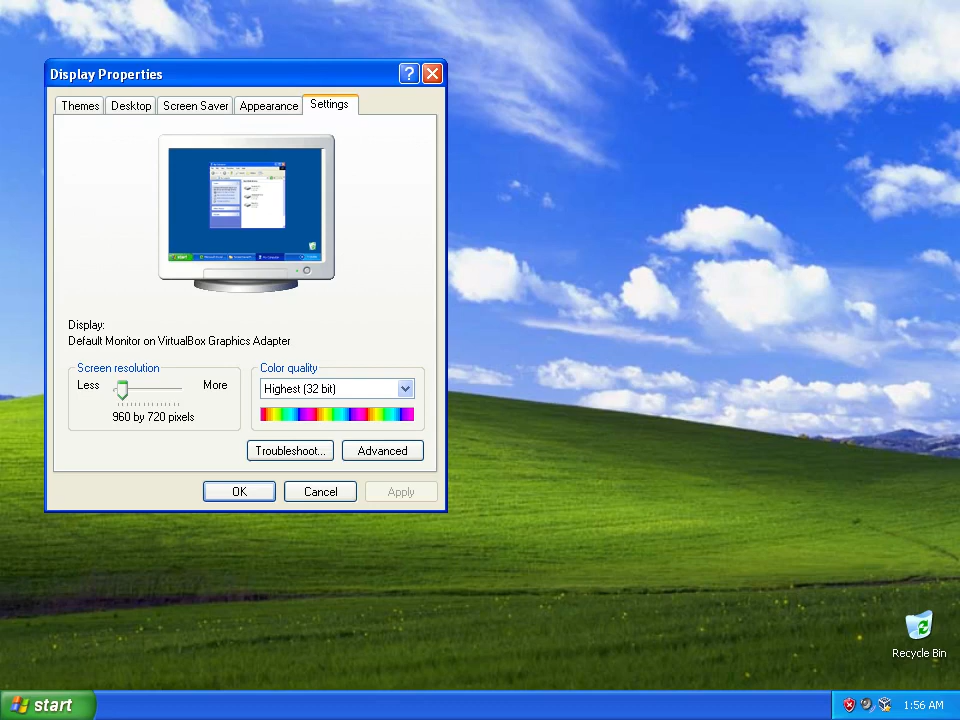 Display Properties
Themes Desktop Screen Saver Appearance Settings
Display:
Default Monitor on VirtualBox Graphics Adapter
Screen resolution
Less More
960 by 720 pixels
Color quality
Highest (32 bit)
Troubleshoot... Advanced
OK Cancel Apply
Recycle Bin
start
1:56 AM